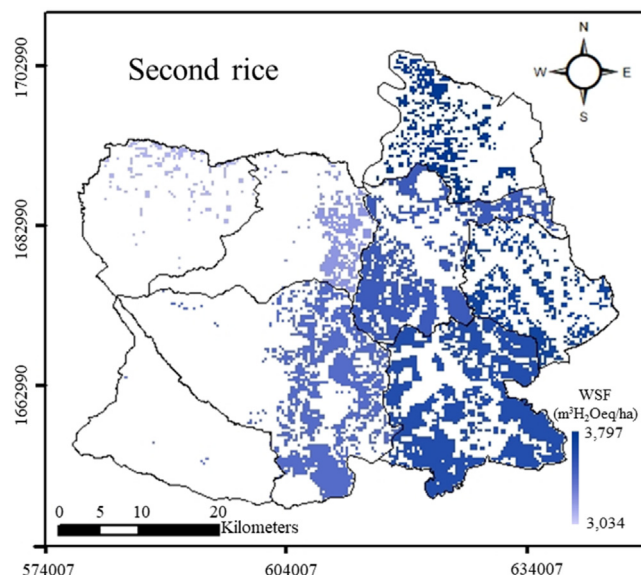 Second rice
N
W
E
S
1702990
1682990
1662990
WSF
(m³H₂Oeq/ha)
3,797
3,034
0 5 10 20
Kilometers
574007 604007 634007